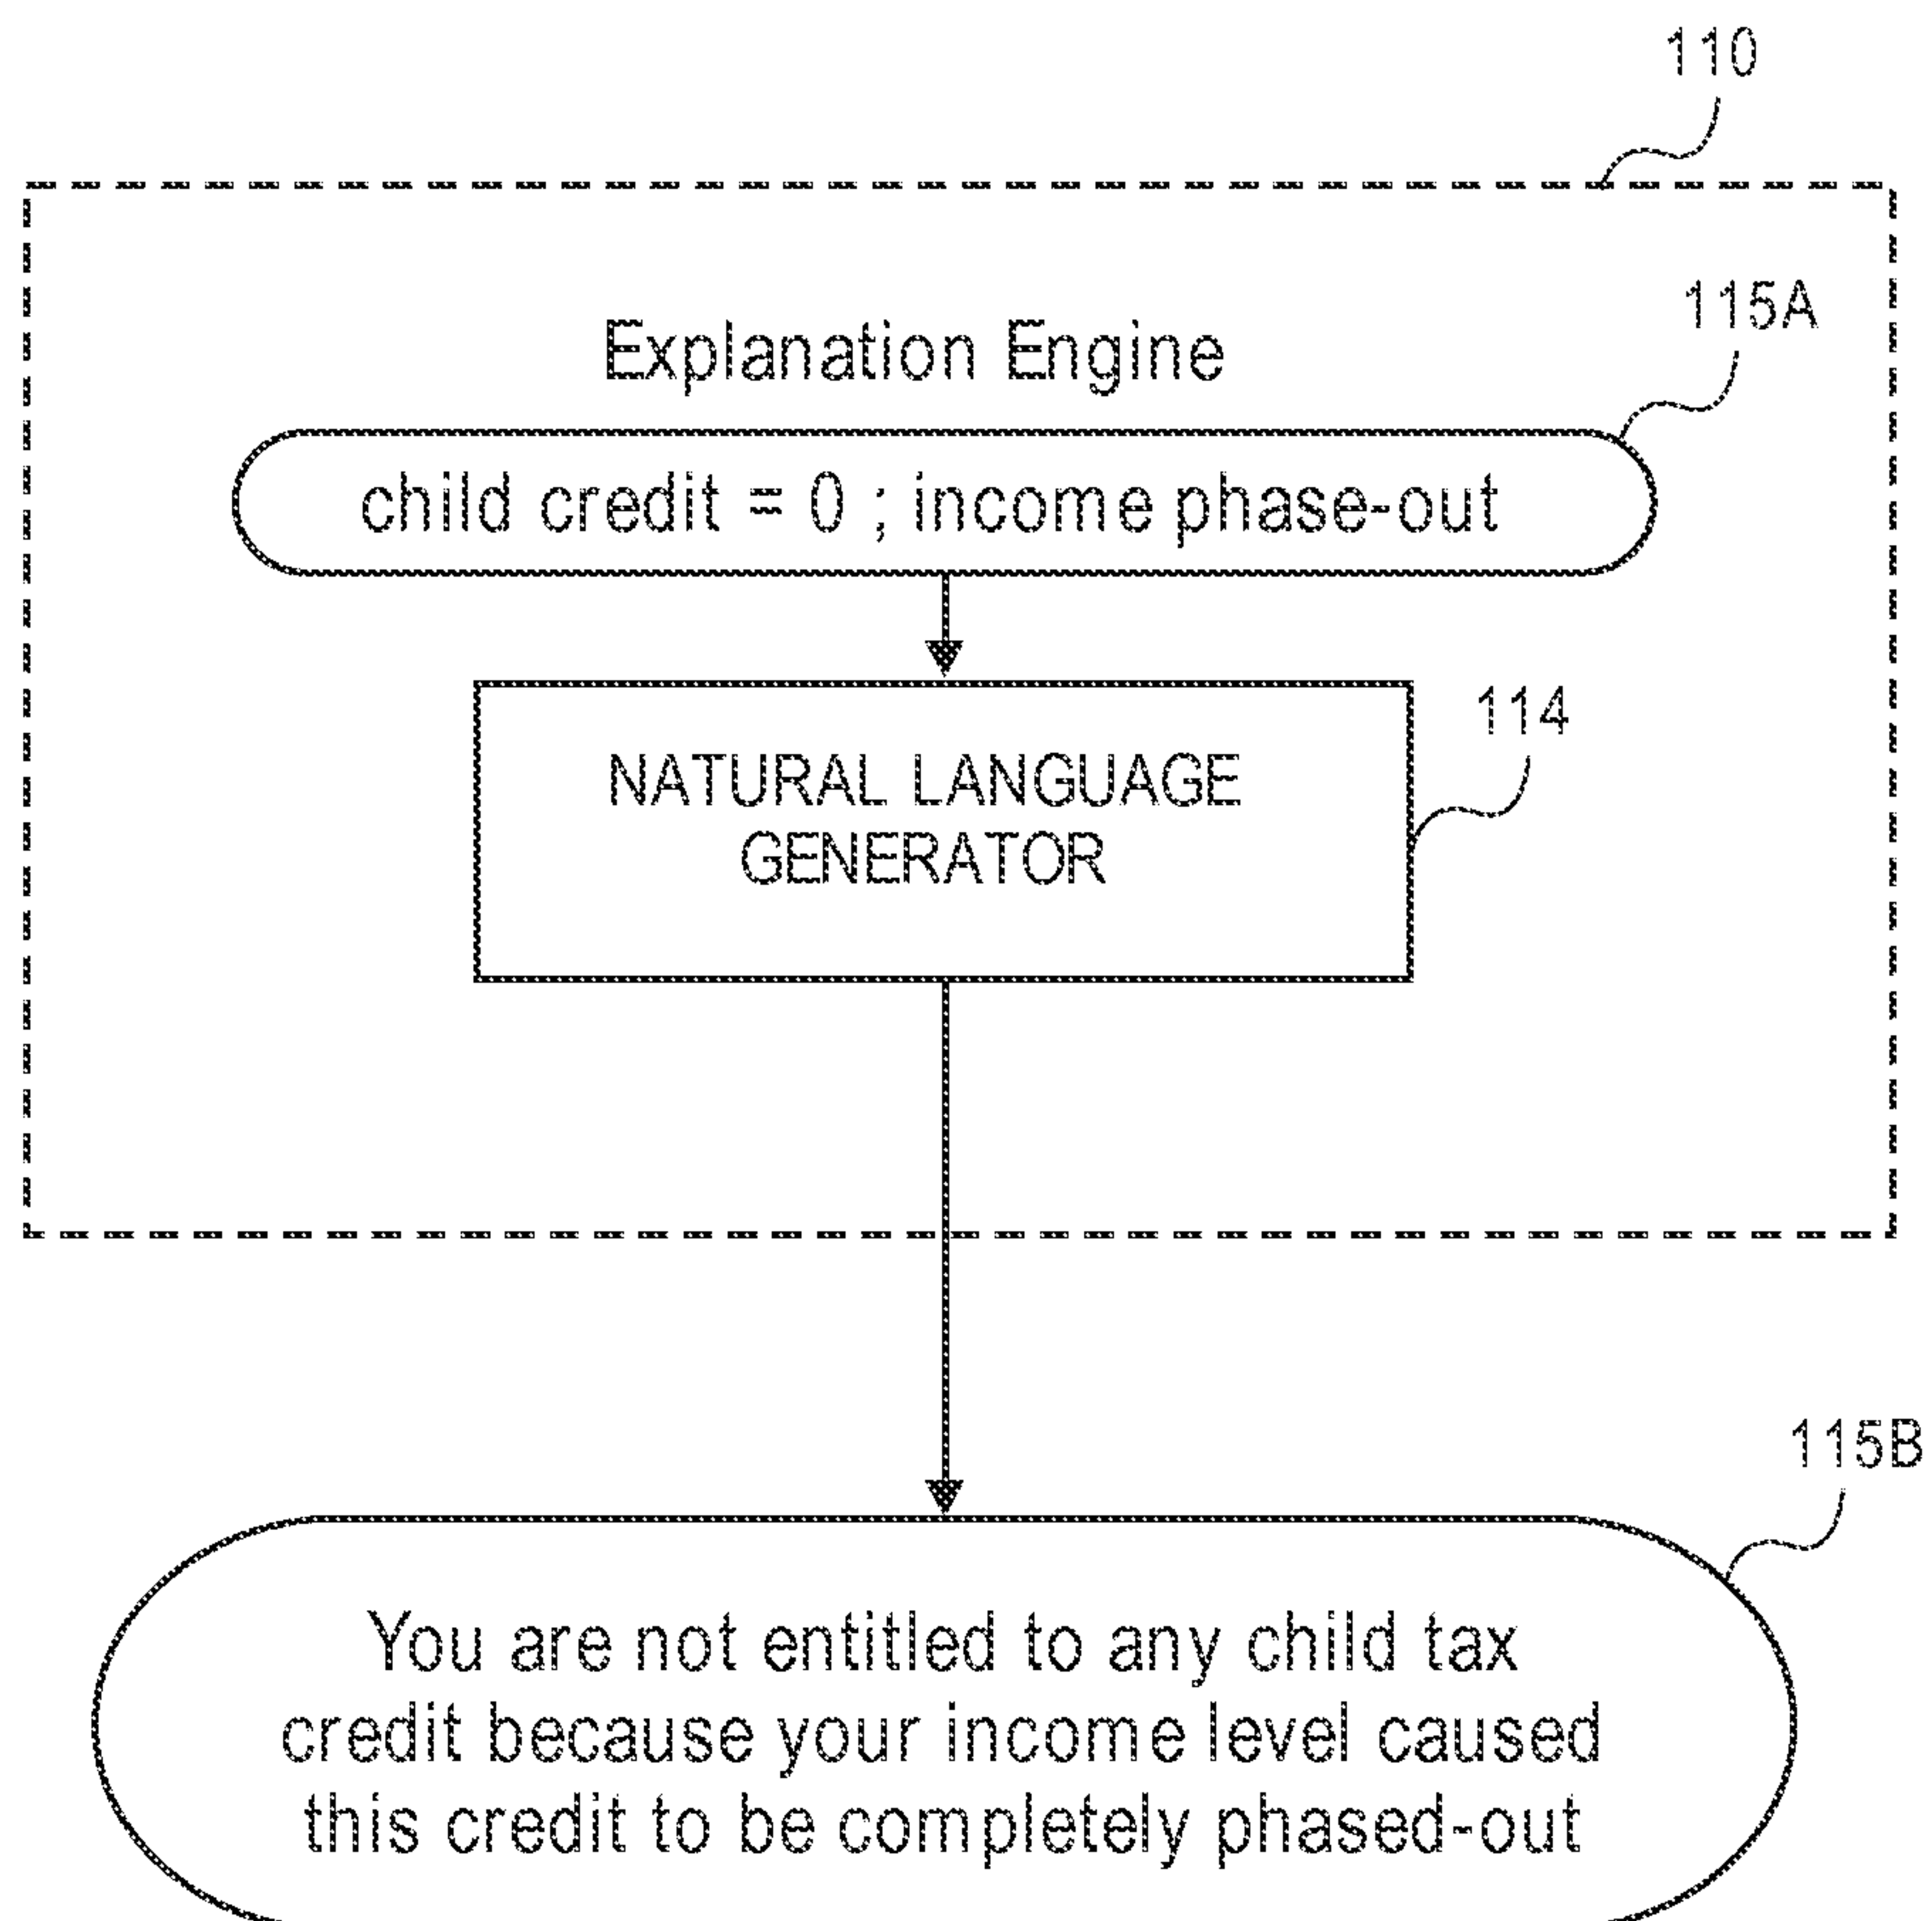 110
115A
Explanation Engine
child credit = 0 ; income phase-out
114
NATURAL LANGUAGE
GENERATOR
115B
You are not entitled to any child tax
credit because your income level caused
this credit to be completely phased-out